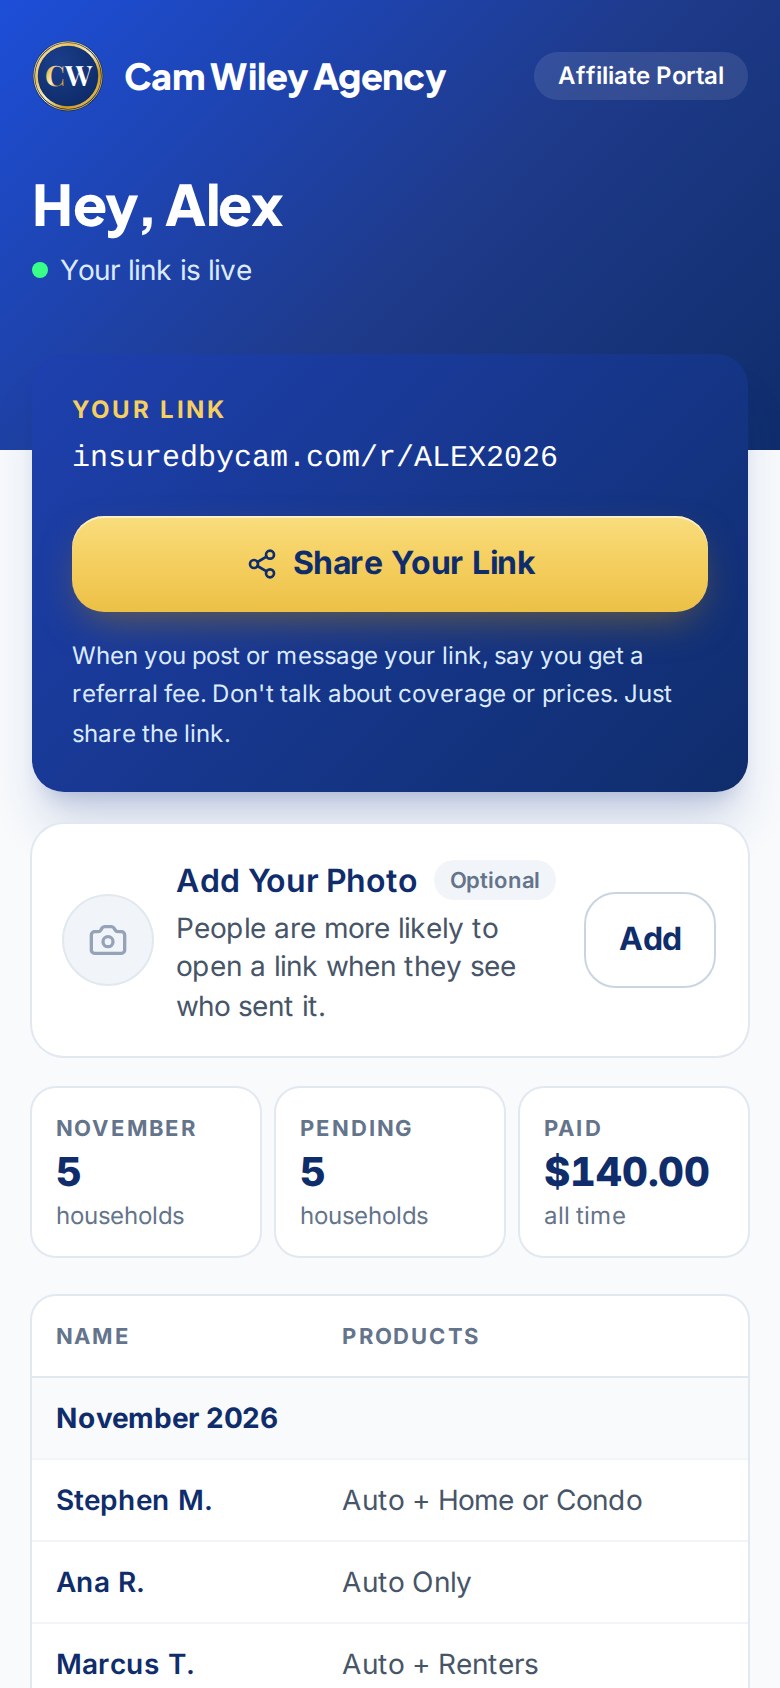 CW
Cam Wiley Agency
Affiliate Portal
Hey, Alex
Your link is live
YOUR LINK
insuredbycam.com/r/ALEX2026
Share Your Link
When you post or message your link, say you get a
referral fee. Don't talk about coverage or prices. Just
share the link.
Add Your Photo
Optional
People are more likely to
open a link when they see
who sent it.
Add
NOVEMBER
5
households
PENDING
5
households
PAID
$140.00
all time
NAME PRODUCTS
November 2026
Stephen M. Auto + Home or Condo
Ana R. Auto Only
Marcus T. Auto + Renters